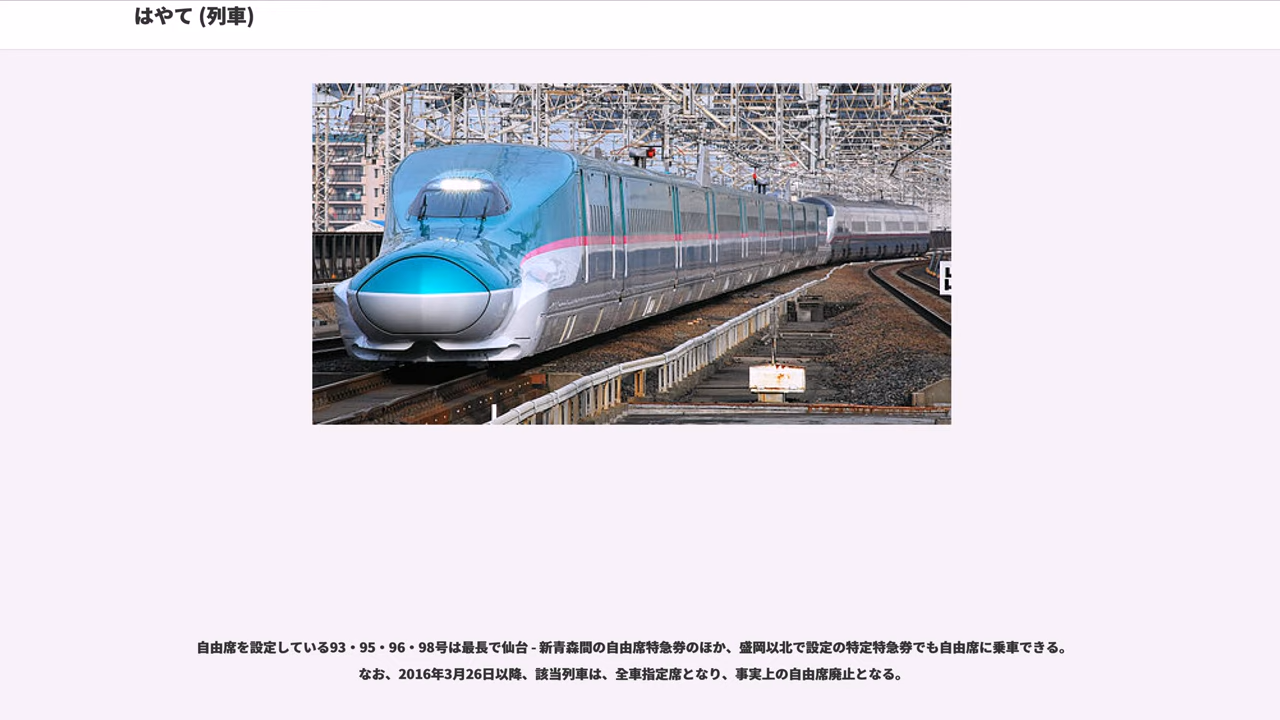 はやて (列車)
自由席を設定している93・95・96・98号は最長で仙台 - 新青森間の自由席特急券のほか、盛岡以北で設定の特定特急券でも自由席に乗車できる。
なお、2016年3月26日以降、該当列車は、全車指定席となり、事実上の自由席廃止となる。